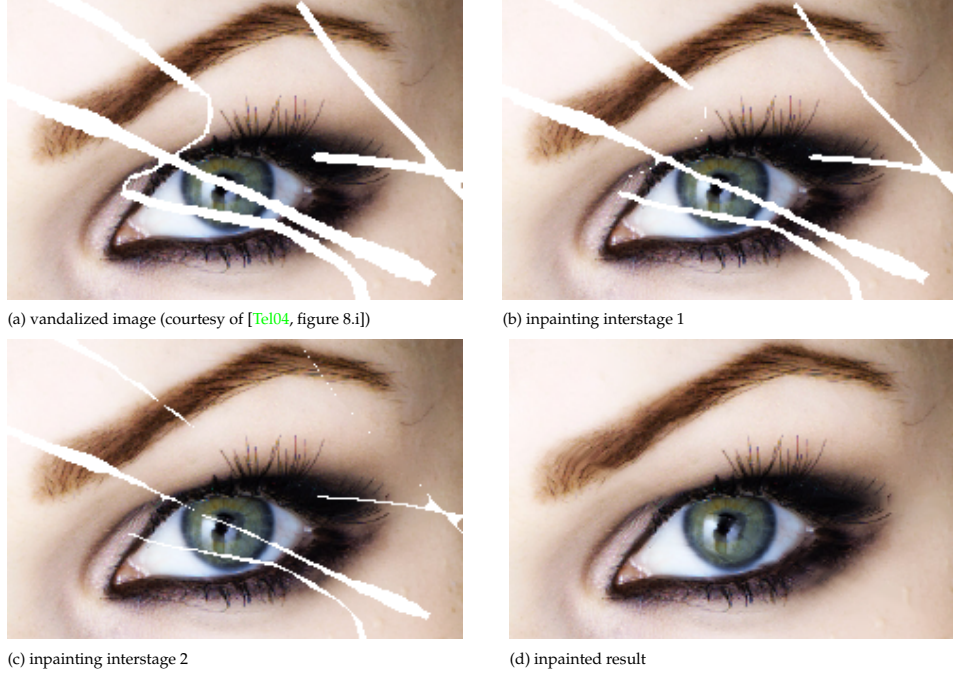 (a) vandalized image (courtesy of [Tel04, figure 8.i])
(b) inpainting interstage 1
(c) inpainting interstage 2
(d) inpainted result